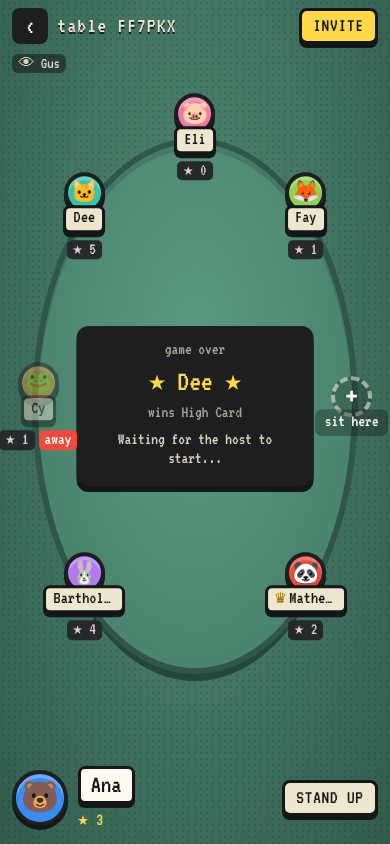 table FF7PKX
INVITE
Gus
Eli
★ 0
Dee
★ 5
Fay
★ 1
game over
★ Dee ★
wins High Card
Waiting for the host to
start...
Cy
★ 1 away
sit here
Barthol…
★ 4
Mathe…
★ 2
Ana
★ 3
STAND UP